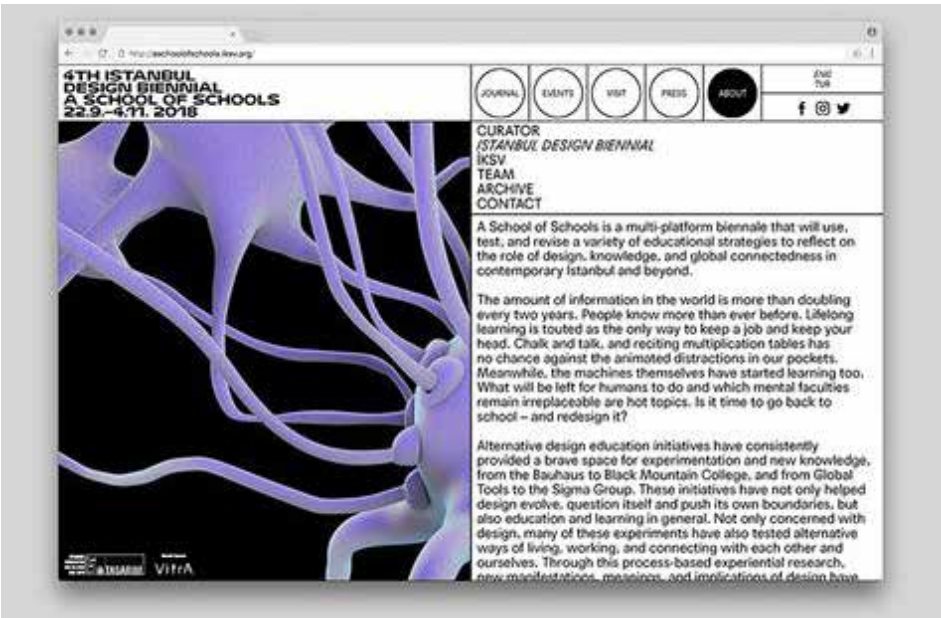 http://aschoolofschools.iksv.org/
4TH ISTANBUL
DESIGN BIENNIAL
A SCHOOL OF SCHOOLS
22.9.–4.11. 2018
JOURNAL
EVENTS
VISIT
PRESS
ABOUT
ENG
TUR
CURATOR
ISTANBUL DESIGN BIENNIAL
İKSV
TEAM
ARCHIVE
CONTACT
A School of Schools is a multi-platform biennale that will use,
test, and revise a variety of educational strategies to reflect on
the role of design, knowledge, and global connectedness in
contemporary Istanbul and beyond.
The amount of information in the world is more than doubling
every two years. People know more than ever before. Lifelong
learning is touted as the only way to keep a job and keep your
head. Chalk and talk, and reciting multiplication tables has
no chance against the animated distractions in our pockets.
Meanwhile, the machines themselves have started learning too.
What will be left for humans to do and which mental faculties
remain irreplaceable are hot topics. Is it time to go back to
school – and redesign it?
Alternative design education initiatives have consistently
provided a brave space for experimentation and new knowledge,
from the Bauhaus to Black Mountain College, and from Global
Tools to the Sigma Group. These initiatives have not only helped
design evolve, question itself and push its own boundaries, but
also education and learning in general. Not only concerned with
design, many of these experiments have also tested alternative
ways of living, working, and connecting with each other and
ourselves. Through this process-based experiential research,
new manifestations, meanings, and implications of design have
VitrA